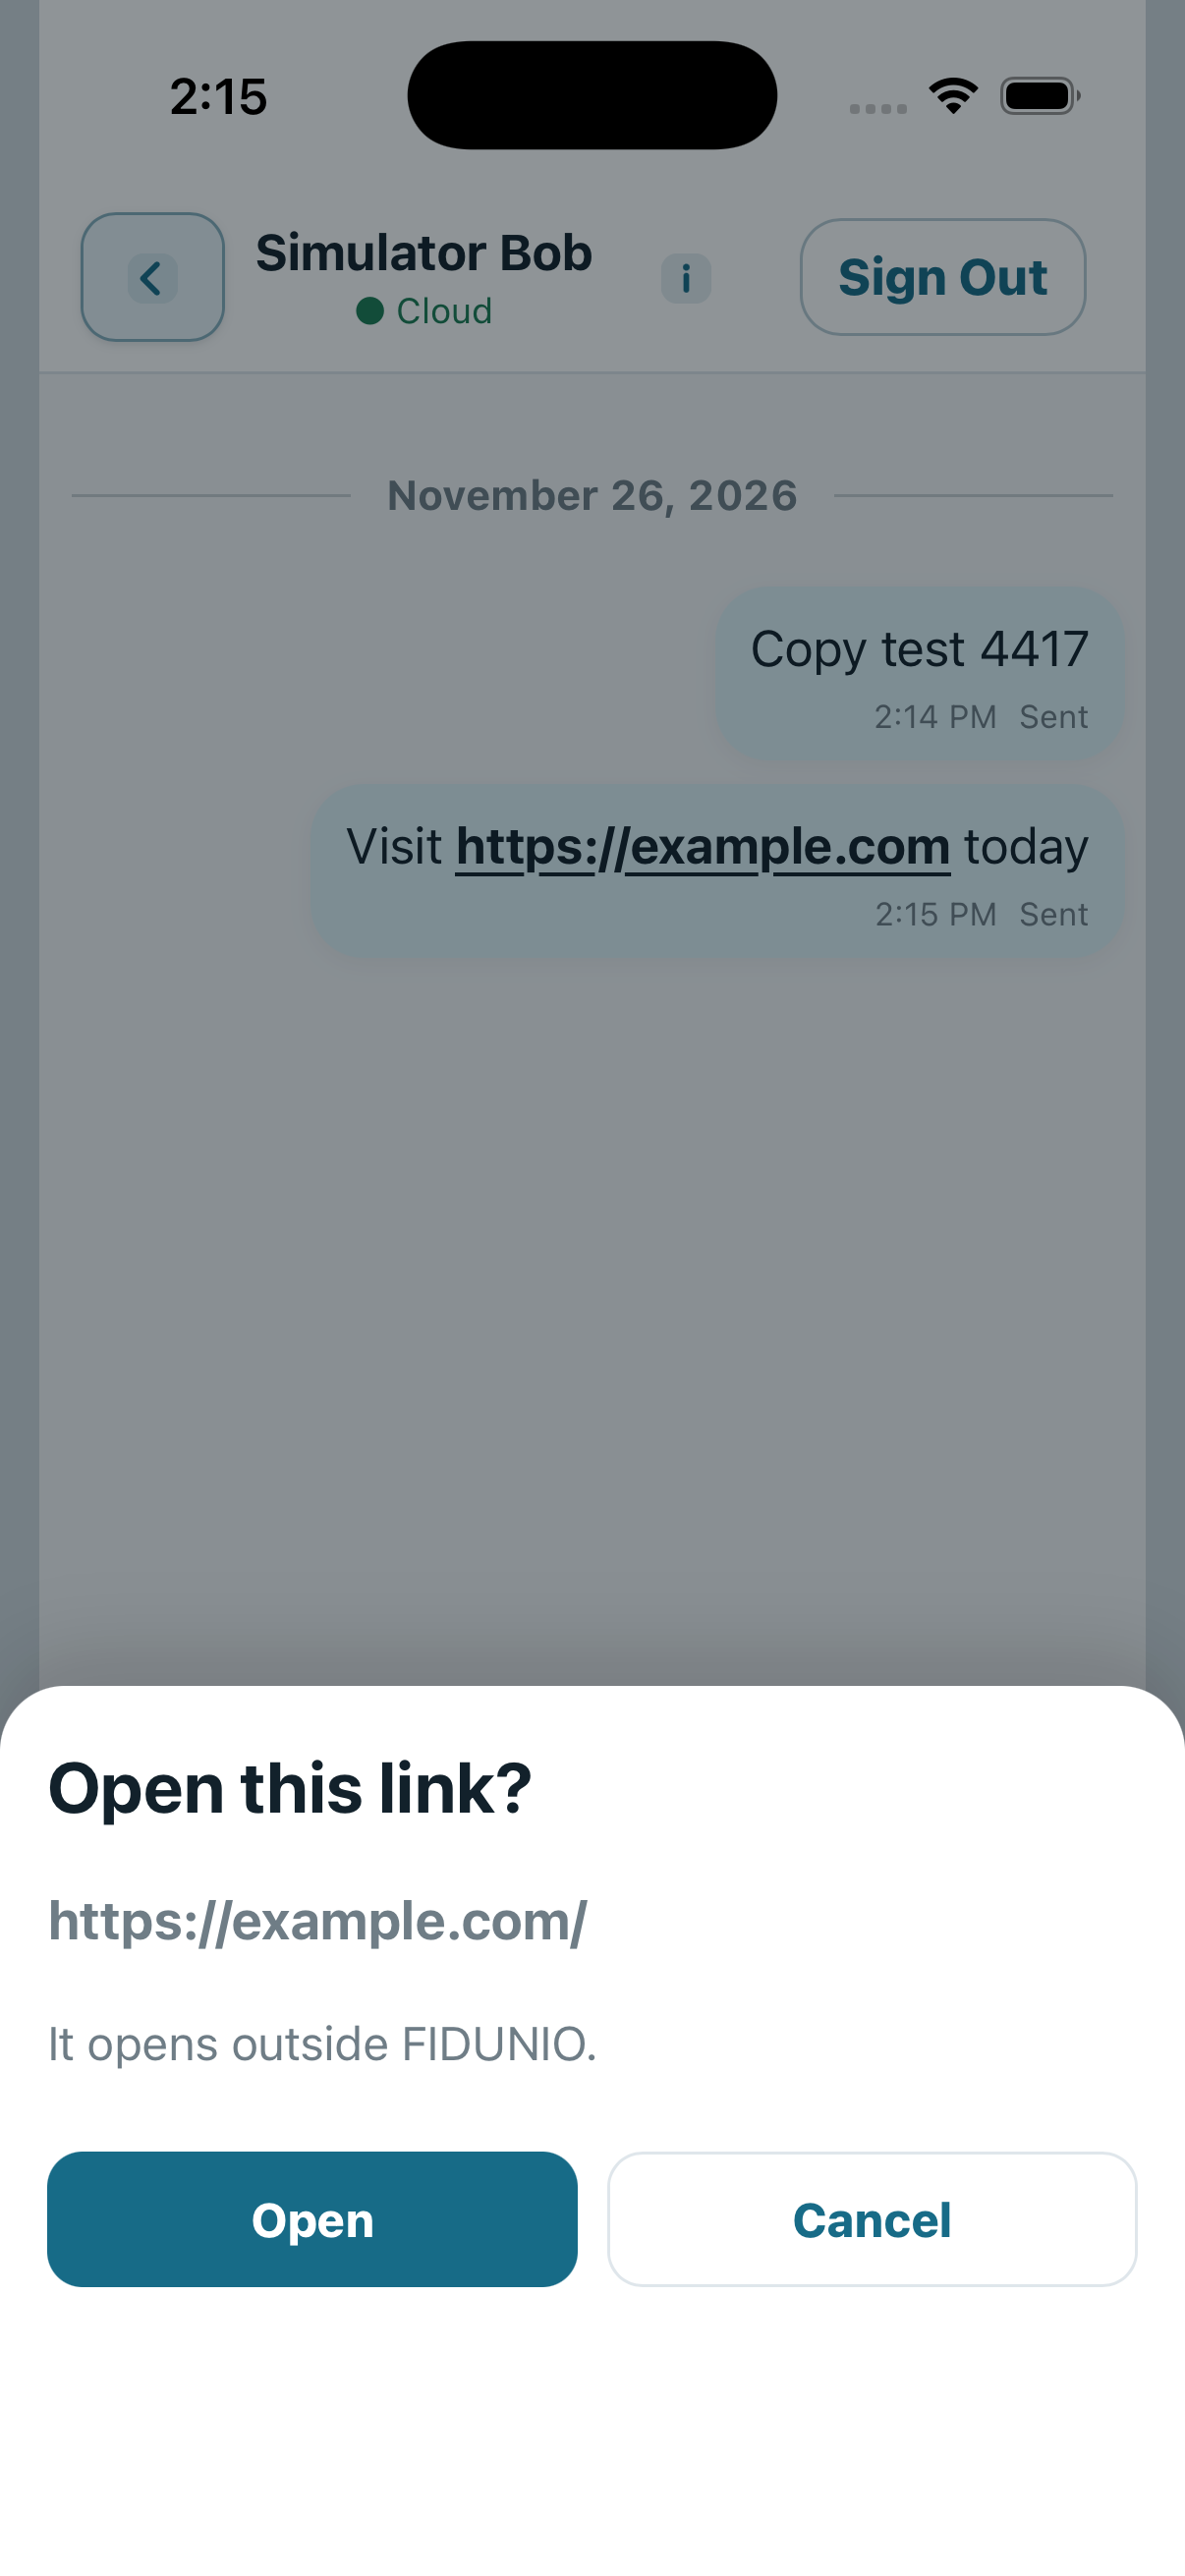 2:15
Simulator Bob
Cloud
Sign Out
November 26, 2026
Copy test 4417
2:14 PM Sent
Visit https://example.com today
2:15 PM Sent
Open this link?
https://example.com/
It opens outside FIDUNIO.
Open
Cancel